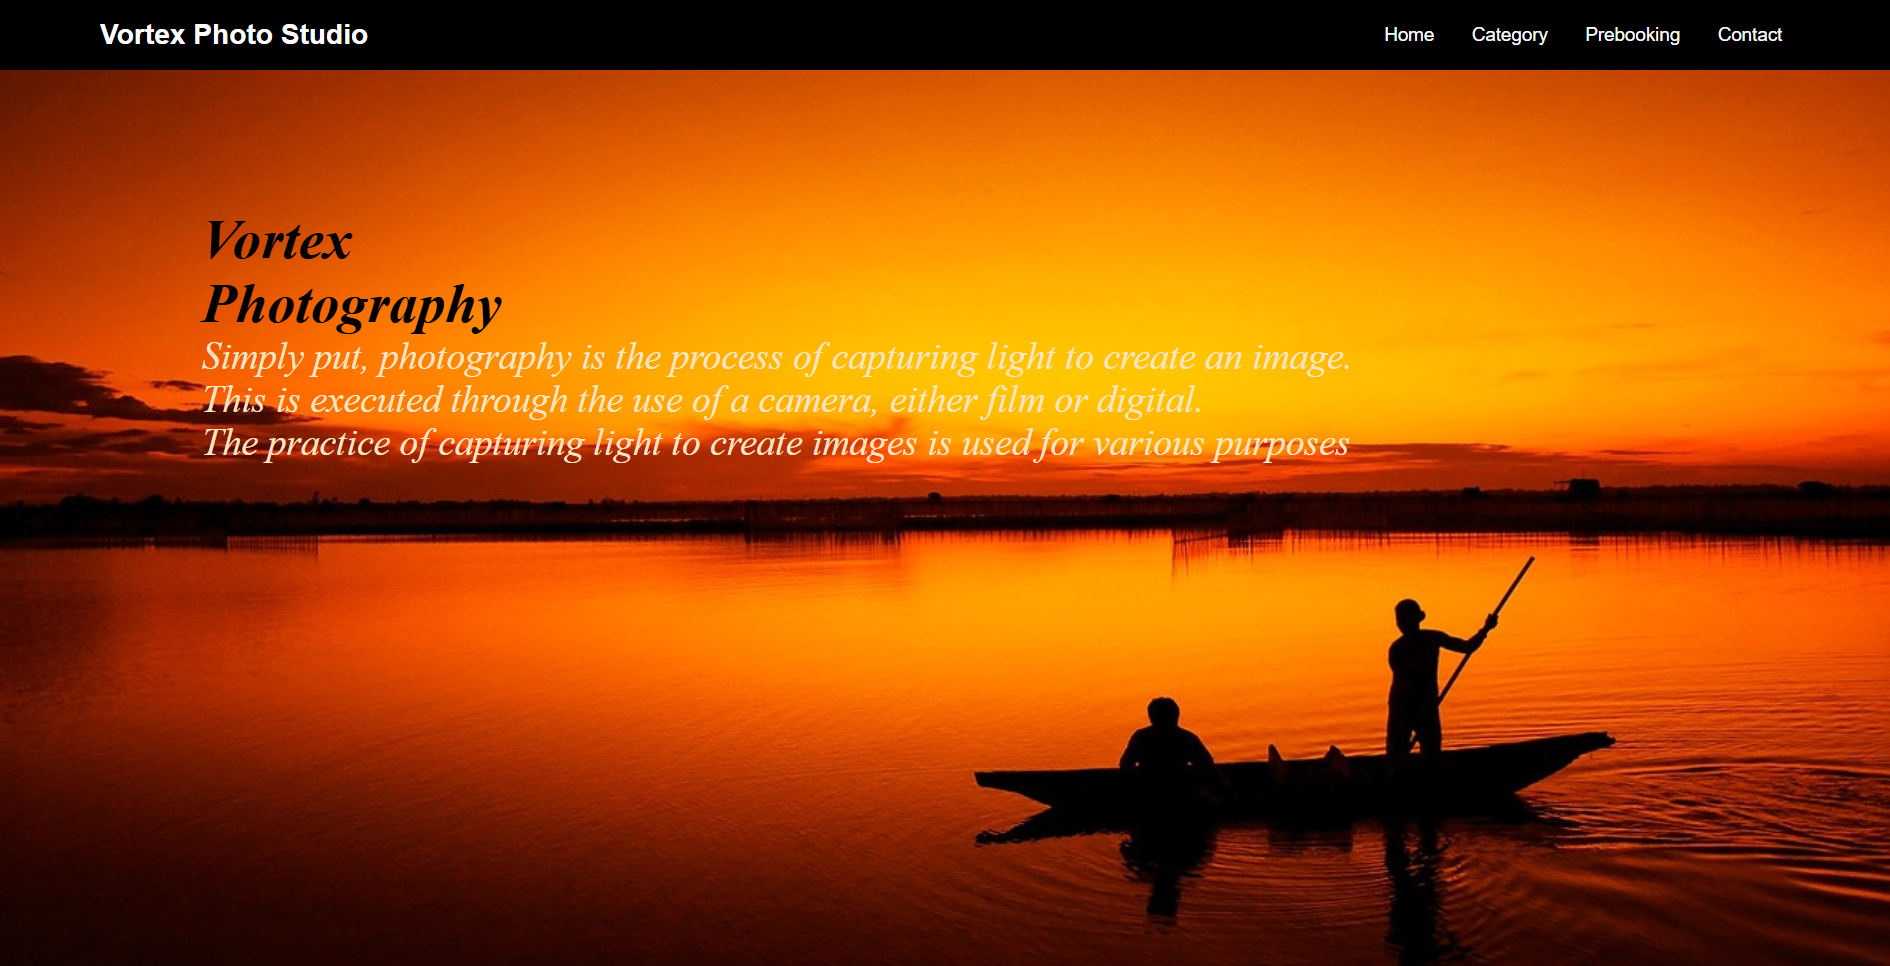 Vortex Photo Studio
Home Category Prebooking Contact
Vortex
Photography
Simply put, photography is the process of capturing light to create an image.
This is executed through the use of a camera, either film or digital.
The practice of capturing light to create images is used for various purposes